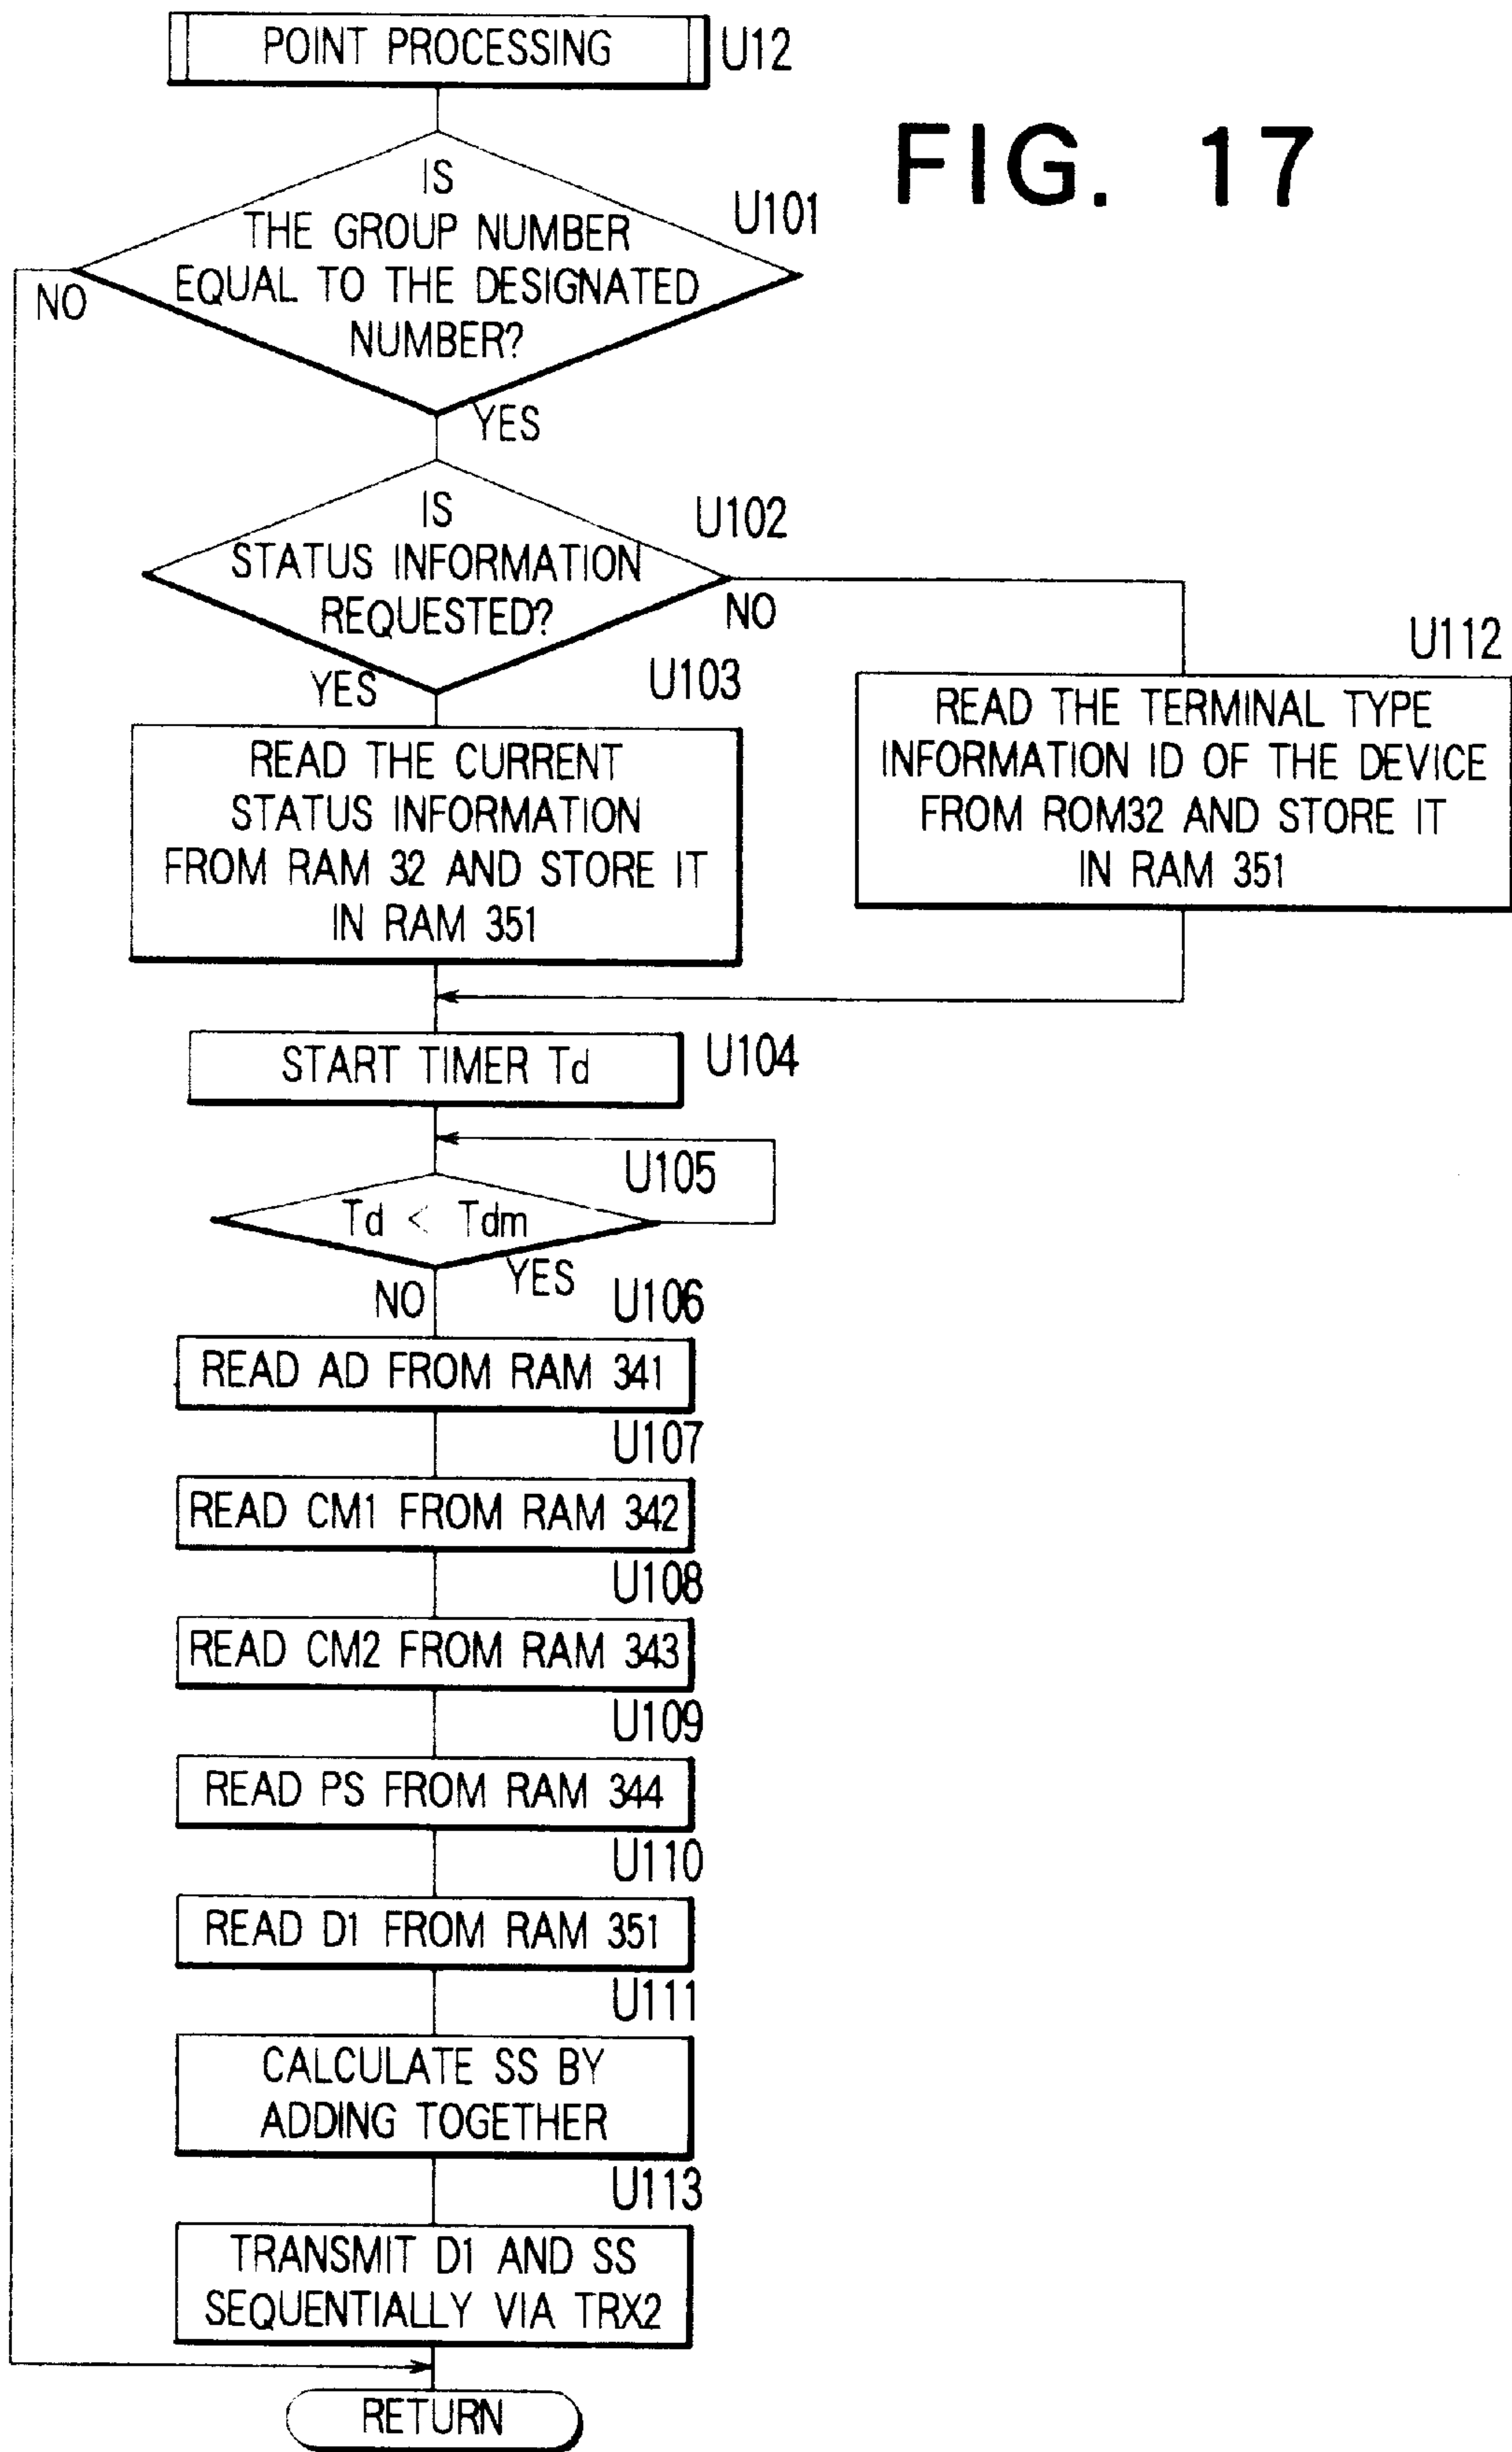 POINT PROCESSING
U12
FIG. 17
IS
THE GROUP NUMBER
EQUAL TO THE DESIGNATED
NUMBER?
U101
NO
YES
IS
STATUS INFORMATION
REQUESTED?
U102
NO
YES
U103
READ THE CURRENT
STATUS INFORMATION
FROM RAM 32 AND STORE IT
IN RAM 351
U112
READ THE TERMINAL TYPE
INFORMATION ID OF THE DEVICE
FROM ROM32 AND STORE IT
IN RAM 351
START TIMER Td
U104
U105
Td < Tdm
YES
NO
U106
READ AD FROM RAM 341
U107
READ CM1 FROM RAM 342
U108
READ CM2 FROM RAM 343
U109
READ PS FROM RAM 344
U110
READ D1 FROM RAM 351
U111
CALCULATE SS BY
ADDING TOGETHER
U113
TRANSMIT D1 AND SS
SEQUENTIALLY VIA TRX2
RETURN